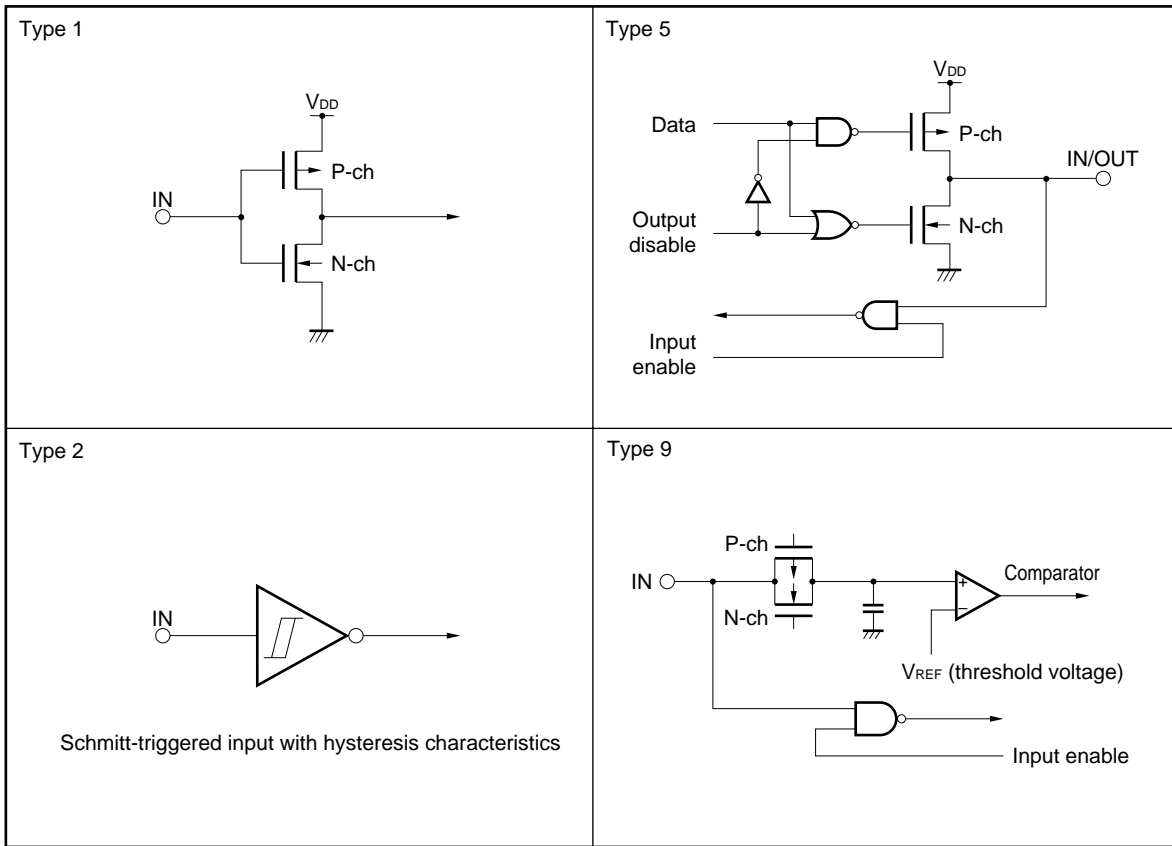 Type 1
VDD
P-ch
IN
N-ch
Type 5
VDD
Data
P-ch
IN/OUT
Output
disable
N-ch
Input
enable
Type 2
IN
Schmitt-triggered input with hysteresis characteristics
Type 9
P-ch
IN
+
Comparator
N-ch
−
VREF (threshold voltage)
Input enable